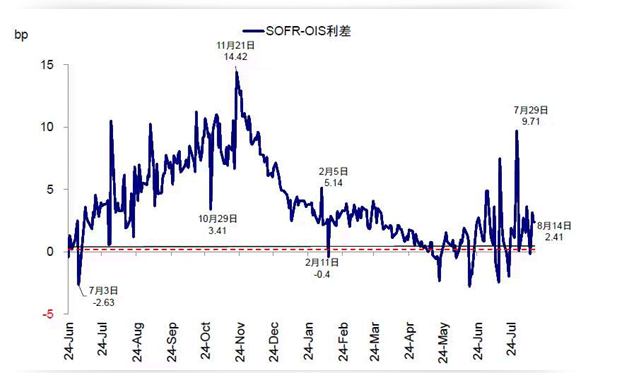 bp
SOFR-OIS利差
15
10
5
0
-5
11月21日
14.42
7月29日
9.71
2月5日
5.14
10月29日
3.41
8月14日
2.41
2月11日
-0.4
7月3日
-2.63
24-Jun
24-Jul
24-Aug
24-Sep
24-Oct
24-Nov
24-Dec
24-Jan
24-Feb
24-Mar
24-Apr
24-May
24-Jun
24-Jul